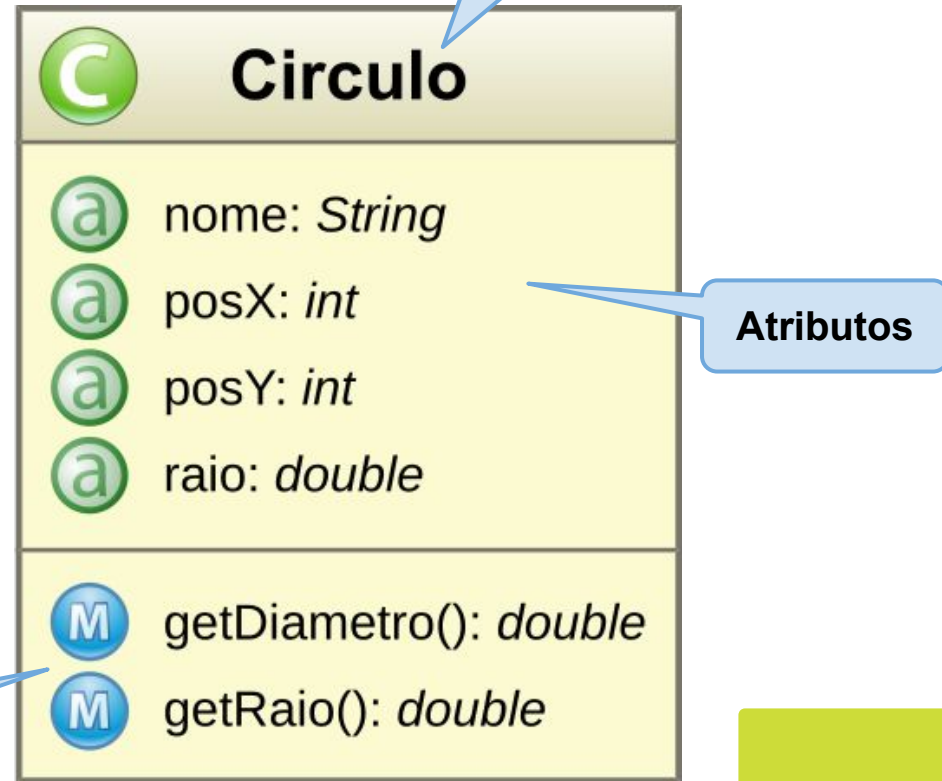 C Circulo
a nome: String
a posX: int
a posY: int
a raio: double
Atributos
M getDiametro(): double
M getRaio(): double